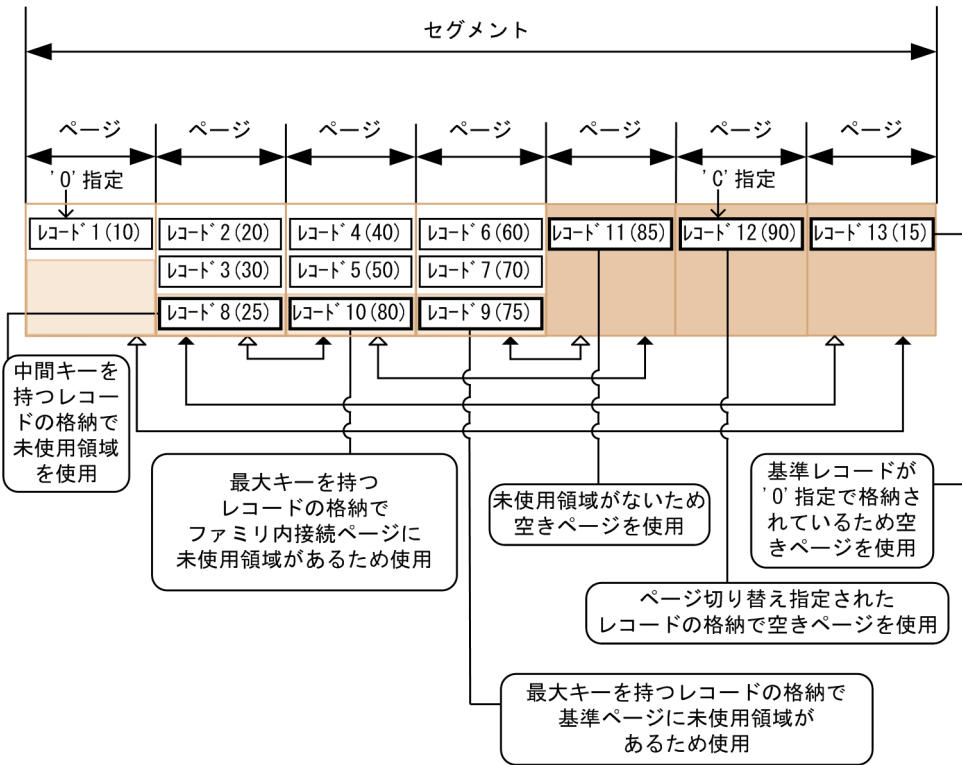 セグメント
ページ ページ ページ ページ ページ ページ ページ
'O'指定 'C'指定
レコード1(10) レコード2(20) レコード4(40) レコード6(60) レコード11(85) レコード12(90) レコード13(15)
レコード3(30) レコード5(50) レコード7(70)
レコード8(25) レコード10(80) レコード9(75)
中間キーを
持つレコー
ドの格納で
未使用領域
を使用
最大キーを持つ
レコードの格納で
ファミリ内接続ページに
未使用領域があるため使用
未使用領域がないため
空きページを使用
基準レコードが
'O'指定で格納さ
れているため空
きページを使用
ページ切り替え指定された
レコードの格納で空きページを使用
最大キーを持つレコードの格納で
基準ページに未使用領域が
あるため使用